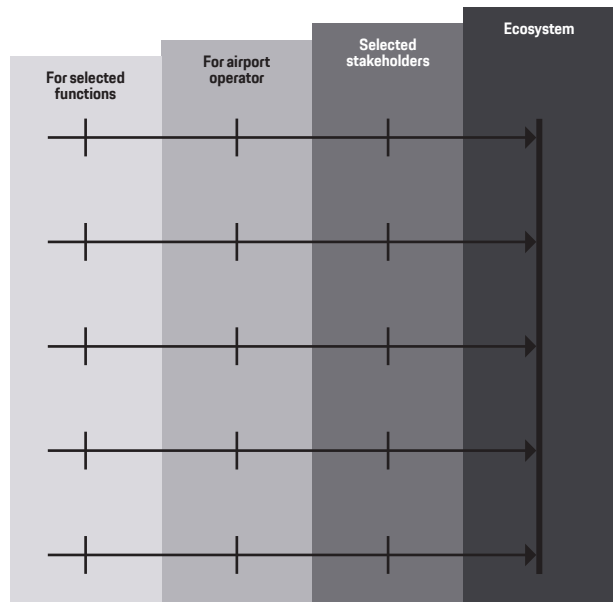 For selected
functions
For airport
operator
Selected
stakeholders
Ecosystem